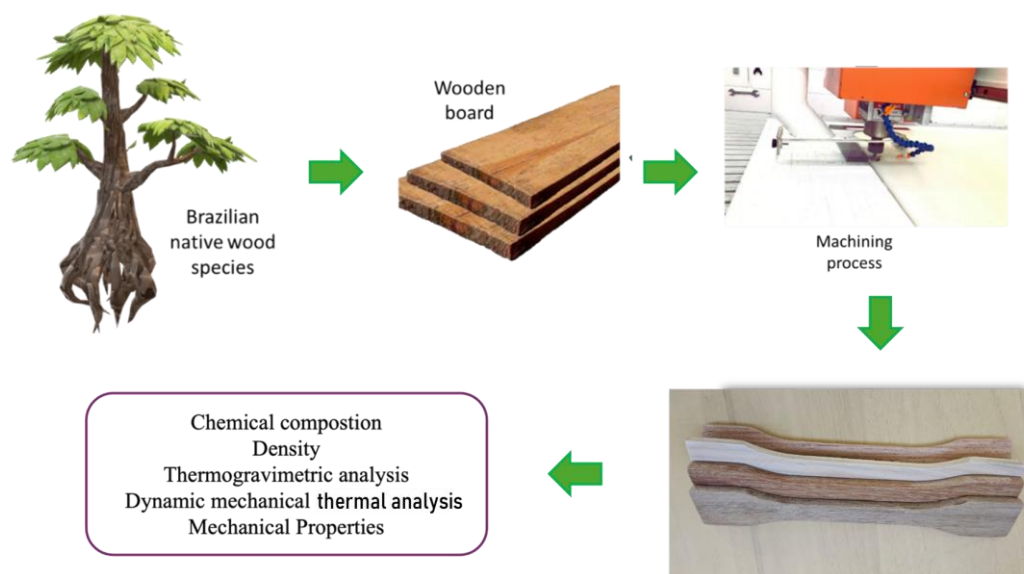 Wooden
board
Brazilian
native wood
species
Machining
process
Chemical compostion
Density
Thermogravimetric analysis
Dynamic mechanical thermal analysis
Mechanical Properties